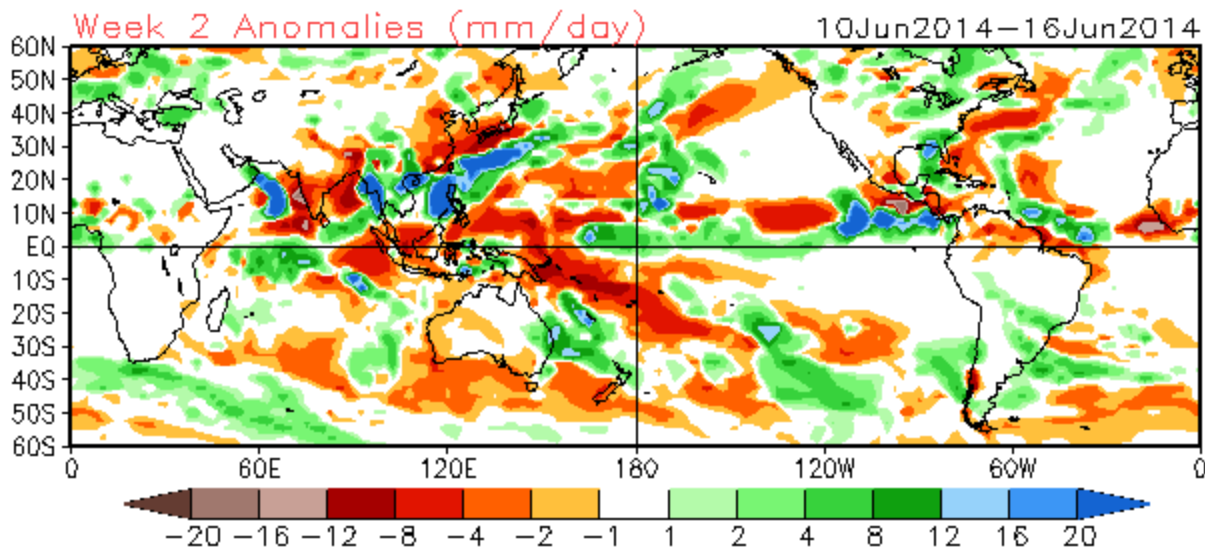 Week 2 Anomalies (mm/day) 10Jun2014–16Jun2014
60N
50N
40N
30N
20N
10N
EQ
10S
20S
30S
40S
50S
60S
0 60E 120E 180 120W 60W 0
−20 −16 −12 −8 −4 −2 −1 1 2 4 8 12 16 20